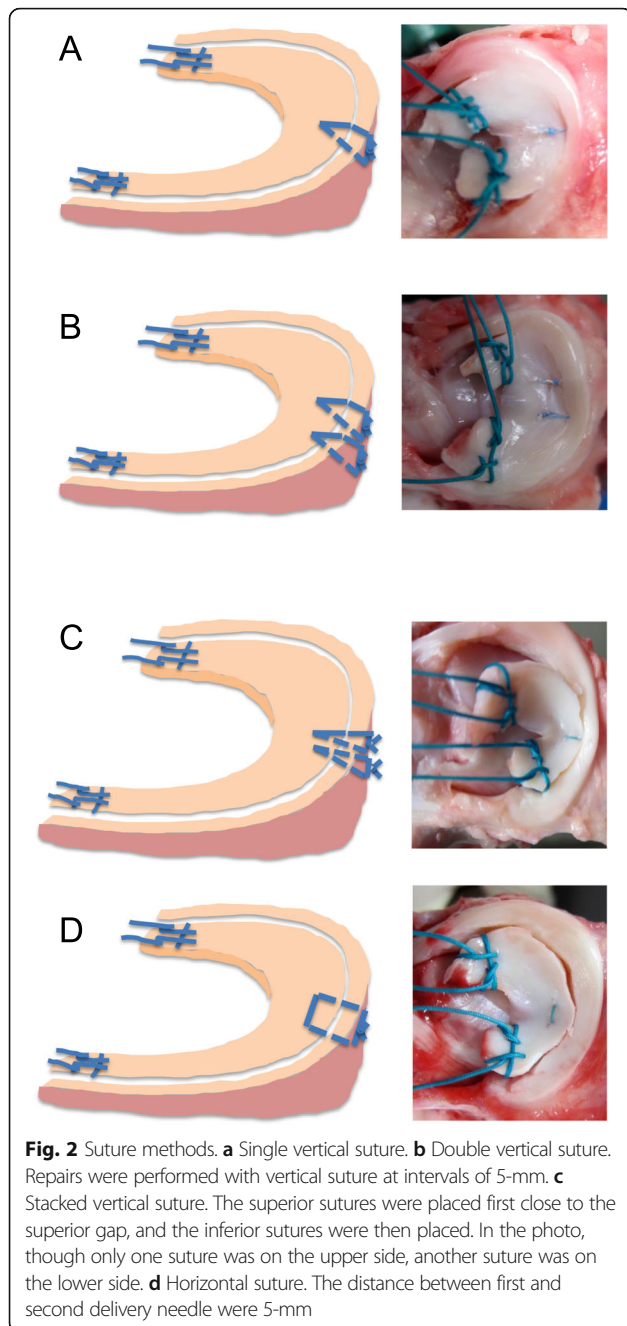 A
B
C
D
Fig. 2 Suture methods. a Single vertical suture. b Double vertical suture.
Repairs were performed with vertical suture at intervals of 5-mm. c
Stacked vertical suture. The superior sutures were placed first close to the
superior gap, and the inferior sutures were then placed. In the photo,
though only one suture was on the upper side, another suture was on
the lower side. d Horizontal suture. The distance between first and
second delivery needle were 5-mm